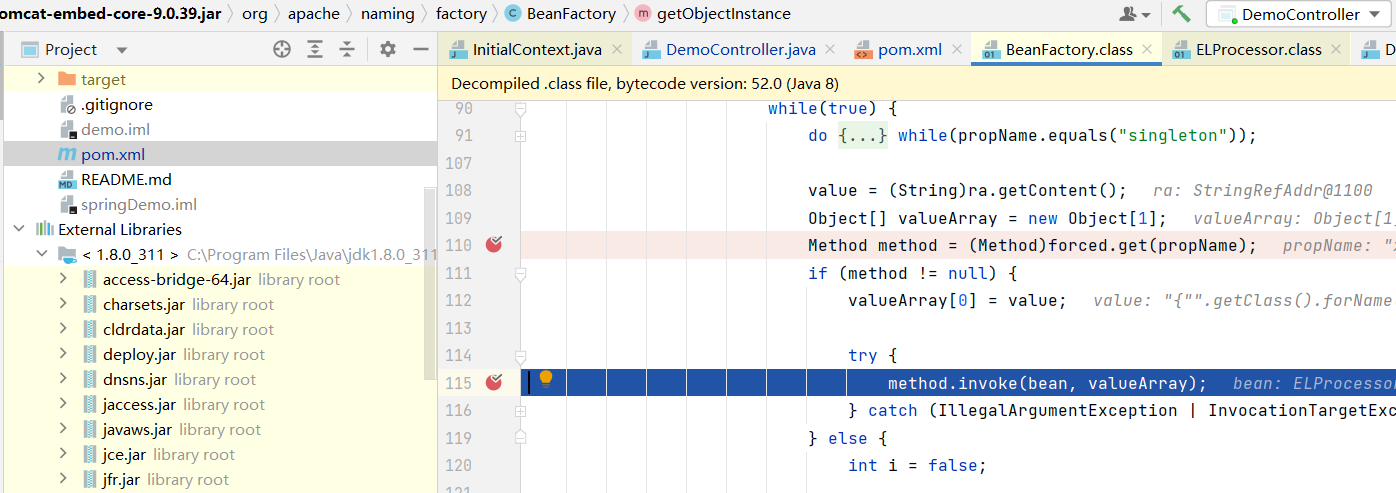 omcat-embed-core-9.0.39.jar org apache naming factory BeanFactory m getObjectInstance DemoController
Project InitialContext.java DemoController.java pom.xml BeanFactory.class ELProcessor.class D
target
.gitignore
demo.iml
pom.xml
README.md
springDemo.iml
External Libraries
< 1.8.0_311 > C:\Program Files\Java\jdk1.8.0_311
access-bridge-64.jar library root
charsets.jar library root
cldrdata.jar library root
deploy.jar library root
dnsns.jar library root
jaccess.jar library root
javaws.jar library root
jce.jar library root
jfr.jar library root
Decompiled .class file, bytecode version: 52.0 (Java 8)
90 while(true) {
91 do {...} while(propName.equals("singleton"));
107
108 value = (String)ra.getContent(); ra: StringRefAddr@1100
109 Object[] valueArray = new Object[1]; valueArray: Object[1]
110 Method method = (Method)forced.get(propName); propName: "x
111 if (method != null) {
112 valueArray[0] = value; value: "{"".getClass().forName
113
114 try {
115 method.invoke(bean, valueArray); bean: ELProcessor
116 } catch (IllegalArgumentException | InvocationTargetExc
119 } else {
120 int i = false;
121